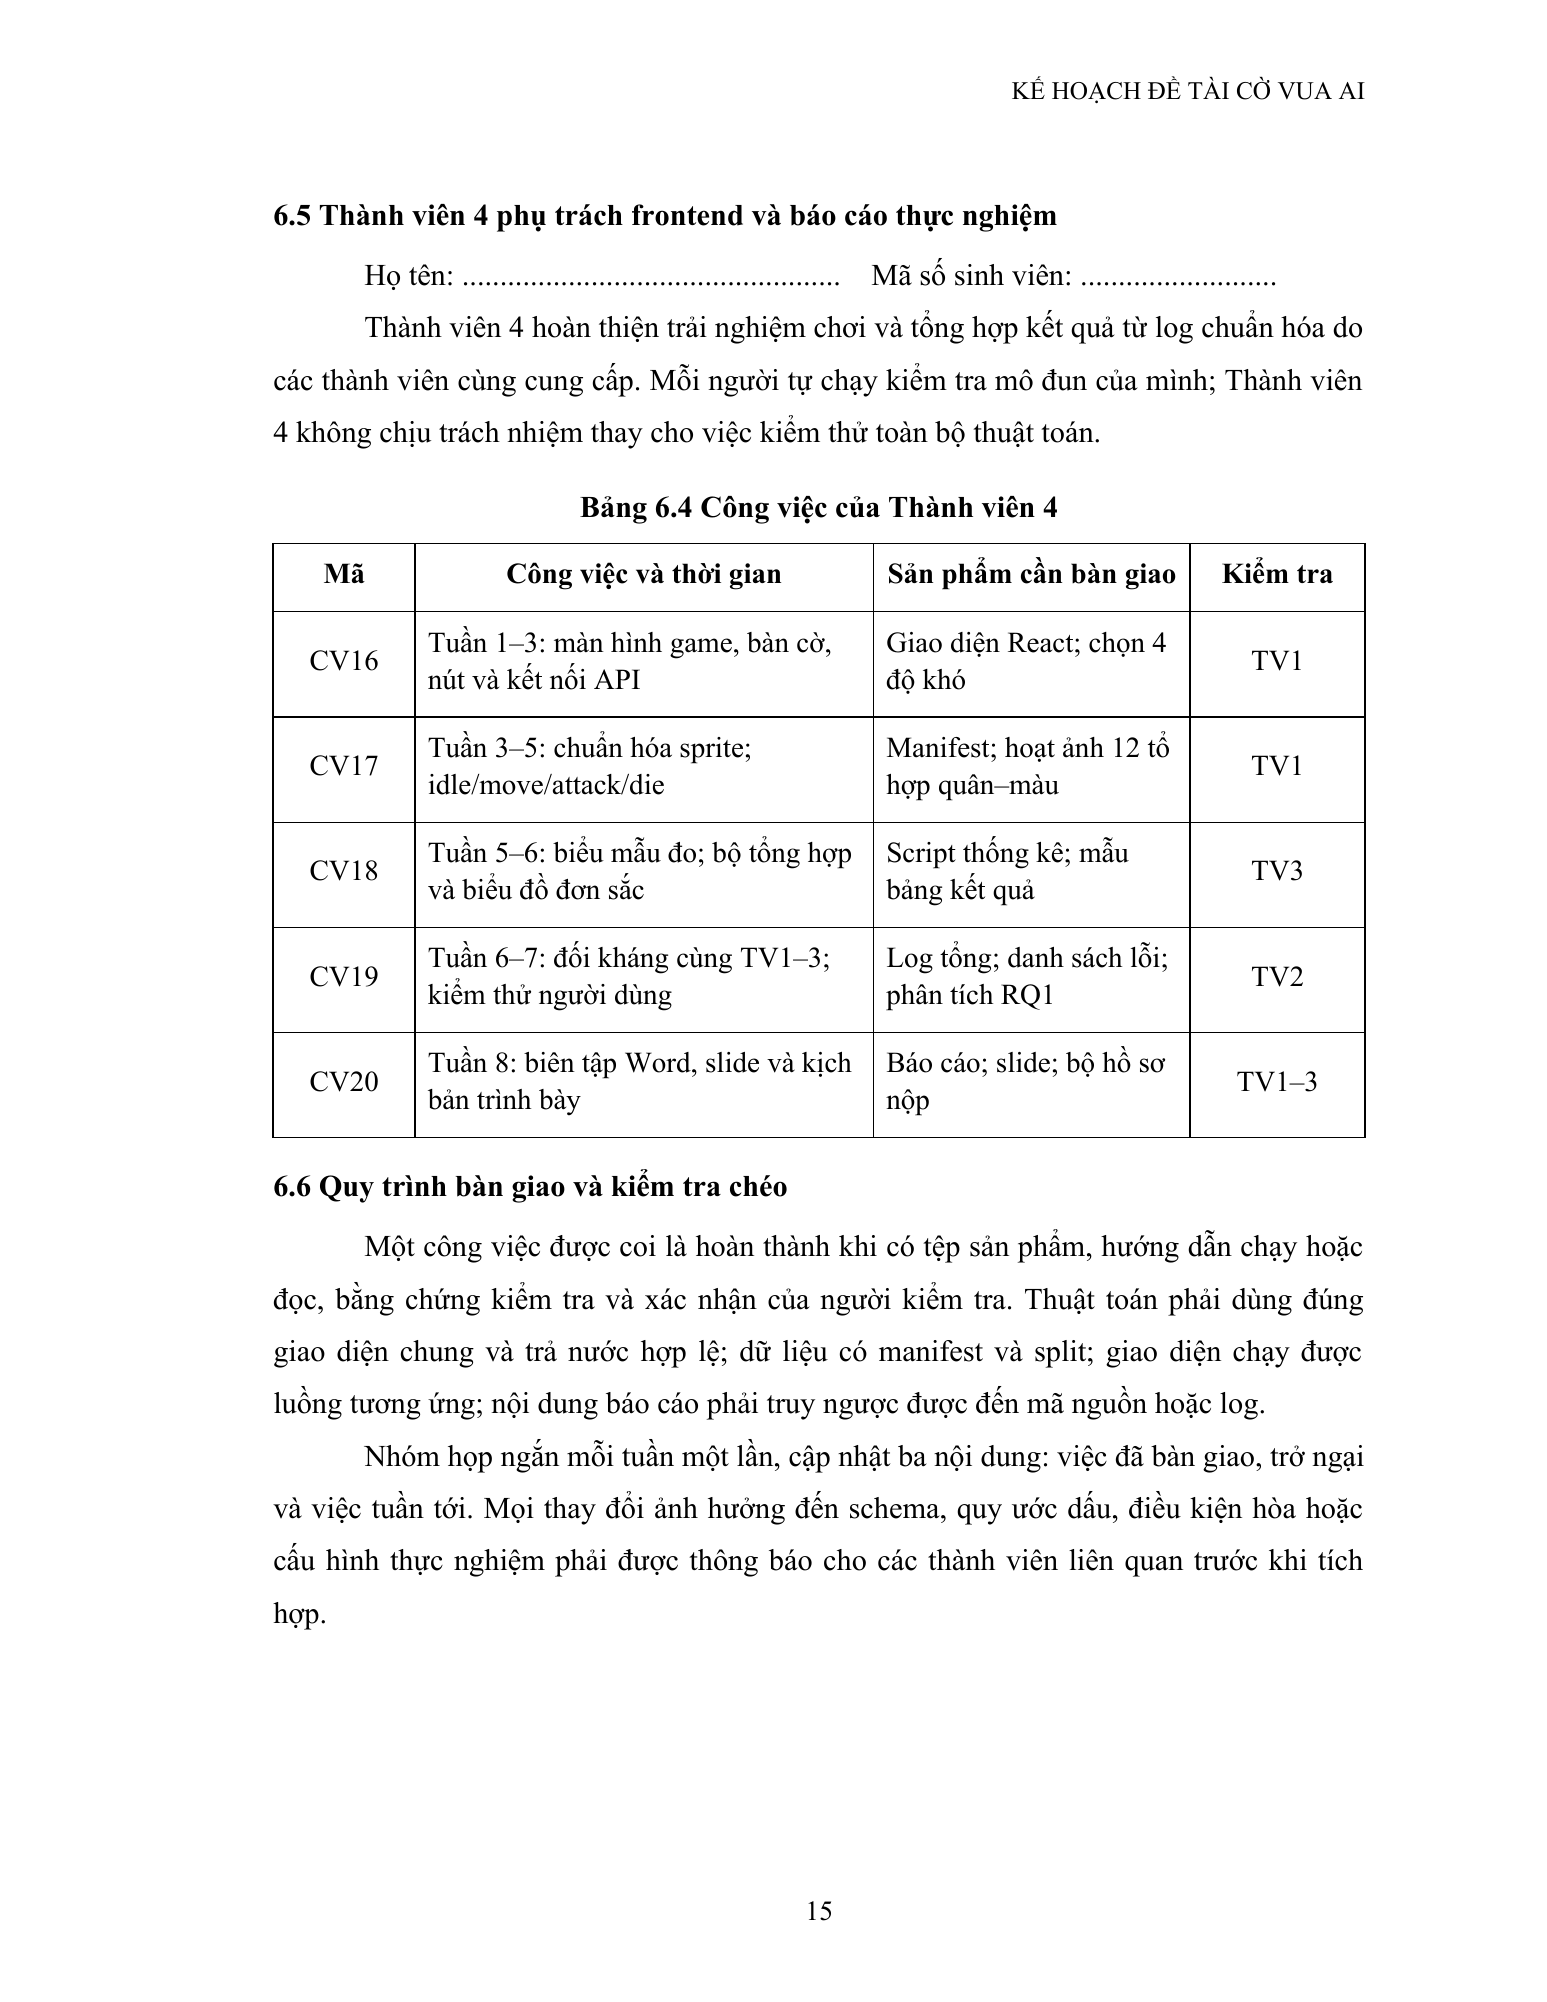 KẾ HOẠCH ĐỀ TÀI CỜ VUA AI
6.5 Thành viên 4 phụ trách frontend và báo cáo thực nghiệm
Họ tên: .................................................. Mã số sinh viên: ..........................
Thành viên 4 hoàn thiện trải nghiệm chơi và tổng hợp kết quả từ log chuẩn hóa do
các thành viên cùng cung cấp. Mỗi người tự chạy kiểm tra mô đun của mình; Thành viên
4 không chịu trách nhiệm thay cho việc kiểm thử toàn bộ thuật toán.
Bảng 6.4 Công việc của Thành viên 4
Mã Công việc và thời gian Sản phẩm cần bàn giao Kiểm tra
CV16 Tuần 1–3: màn hình game, bàn cờ, Giao diện React; chọn 4 TV1
nút và kết nối API độ khó
CV17 Tuần 3–5: chuẩn hóa sprite; Manifest; hoạt ảnh 12 tổ TV1
idle/move/attack/die hợp quân–màu
CV18 Tuần 5–6: biểu mẫu đo; bộ tổng hợp Script thống kê; mẫu TV3
và biểu đồ đơn sắc bảng kết quả
CV19 Tuần 6–7: đối kháng cùng TV1–3; Log tổng; danh sách lỗi; TV2
kiểm thử người dùng phân tích RQ1
CV20 Tuần 8: biên tập Word, slide và kịch Báo cáo; slide; bộ hồ sơ TV1–3
bản trình bày nộp
6.6 Quy trình bàn giao và kiểm tra chéo
Một công việc được coi là hoàn thành khi có tệp sản phẩm, hướng dẫn chạy hoặc
đọc, bằng chứng kiểm tra và xác nhận của người kiểm tra. Thuật toán phải dùng đúng
giao diện chung và trả nước hợp lệ; dữ liệu có manifest và split; giao diện chạy được
luồng tương ứng; nội dung báo cáo phải truy ngược được đến mã nguồn hoặc log.
Nhóm họp ngắn mỗi tuần một lần, cập nhật ba nội dung: việc đã bàn giao, trở ngại
và việc tuần tới. Mọi thay đổi ảnh hưởng đến schema, quy ước dấu, điều kiện hòa hoặc
cấu hình thực nghiệm phải được thông báo cho các thành viên liên quan trước khi tích
hợp.
15